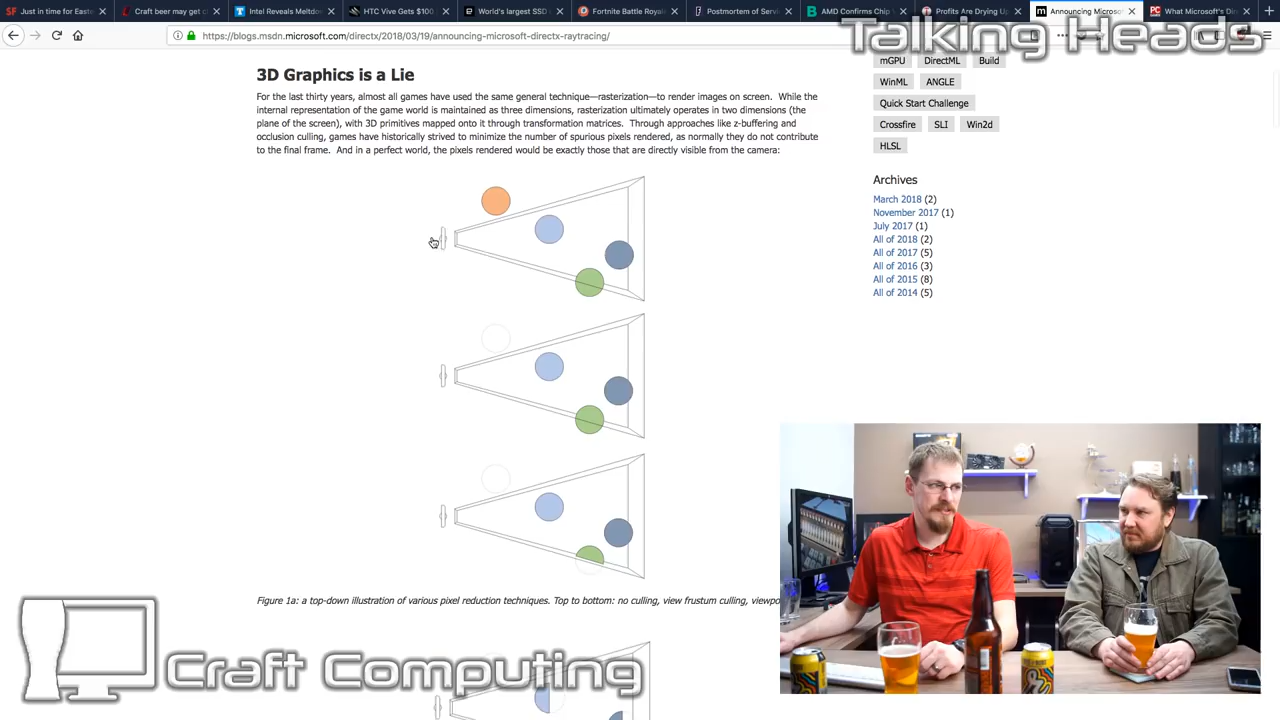 Just in time for Easte
Craft beer may get c
Intel Reveals Meltdo
HTC Vive Gets $100
World's largest SSD
Fortnite Battle Roya
Postmortem of Servi
AMD Confirms Chip V
Profits Are Drying Up
Announcing Microsof
What Microsoft's Dire
https://blogs.msdn.microsoft.com/directx/2018/03/19/announcing-microsoft-directx-raytracing/
Talking Heads
3D Graphics is a Lie
For the last thirty years, almost all games have used the same general technique—rasterization—to render images on screen. While the
internal representation of the game world is maintained as three dimensions, rasterization ultimately operates in two dimensions (the
plane of the screen), with 3D primitives mapped onto it through transformation matrices. Through approaches like z-buffering and
occlusion culling, games have historically strived to minimize the number of spurious pixels rendered, as normally they do not contribute
to the final frame. And in a perfect world, the pixels rendered would be exactly those that are directly visible from the camera:
Figure 1a: a top-down illustration of various pixel reduction techniques. Top to bottom: no culling, view frustum culling, viewpo
mGPU DirectML Build
WinML ANGLE
Quick Start Challenge
Crossfire SLI Win2d
HLSL
Archives
March 2018 (2)
November 2017 (1)
July 2017 (1)
All of 2018 (2)
All of 2017 (5)
All of 2016 (3)
All of 2015 (8)
All of 2014 (5)
Craft Computing